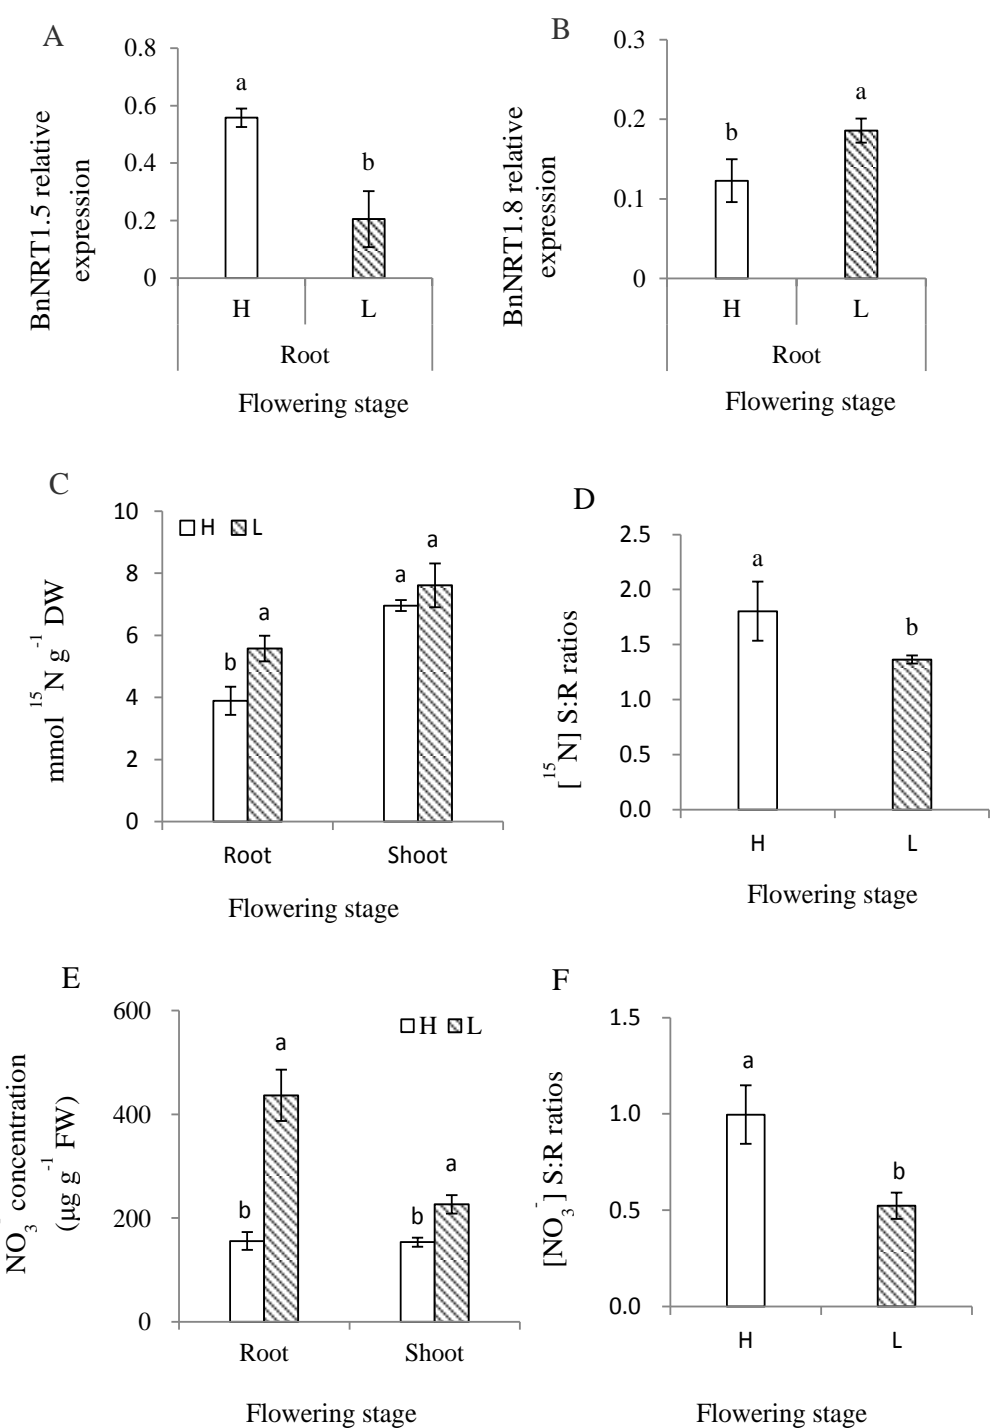 A
BnNRT1.5 relative
expression
0.8
0.6
0.4
0.2
0
a
b
H
L
Root
Flowering stage
B
BnNRT1.8 relative
expression
0.3
0.2
0.1
0
b
a
H
L
Root
Flowering stage
C
mmol ¹⁵N g⁻¹ DW
10
8
6
4
2
0
H L
b
a
a
a
Root
Shoot
Flowering stage
D
[¹⁵N] S:R ratios
2.5
2.0
1.5
1.0
0.5
0.0
a
b
H
L
Flowering stage
E
NO₃⁻ concentration
(µg g⁻¹ FW)
600
400
200
0
H L
b
a
b
a
Root
Shoot
Flowering stage
F
[NO₃⁻] S:R ratios
1.5
1.0
0.5
0.0
a
b
H
L
Flowering stage